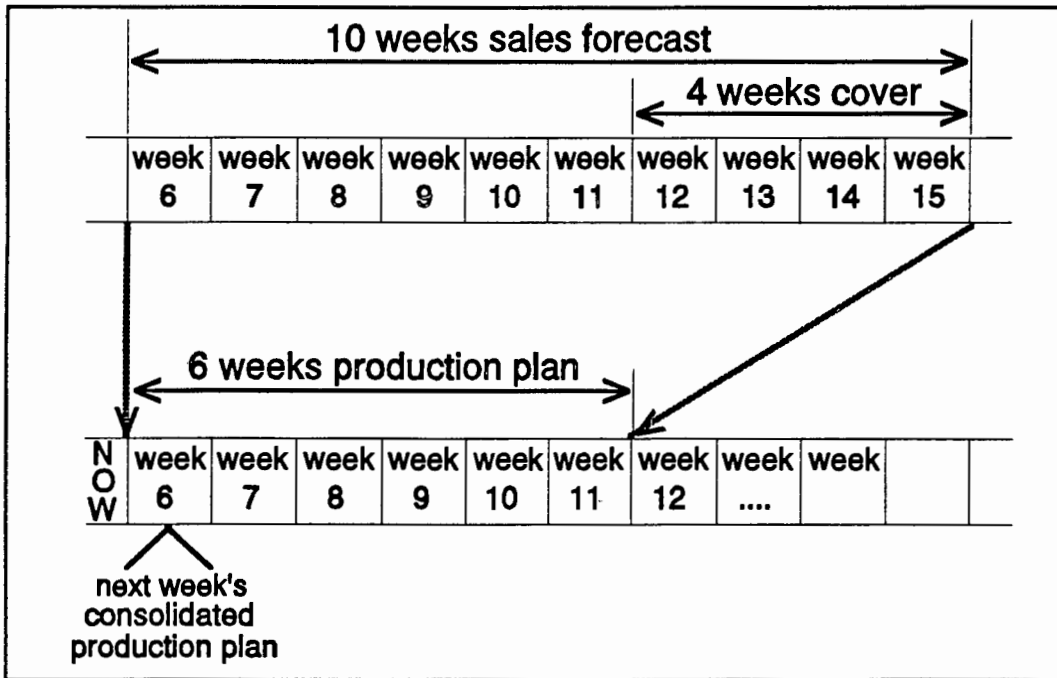 10 weeks sales forecast
4 weeks cover
week week week week week week week week week week
6 7 8 9 10 11 12 13 14 15
6 weeks production plan
NOW
week week week week week week week week week
6 7 8 9 10 11 12 ....
next week's
consolidated
production plan